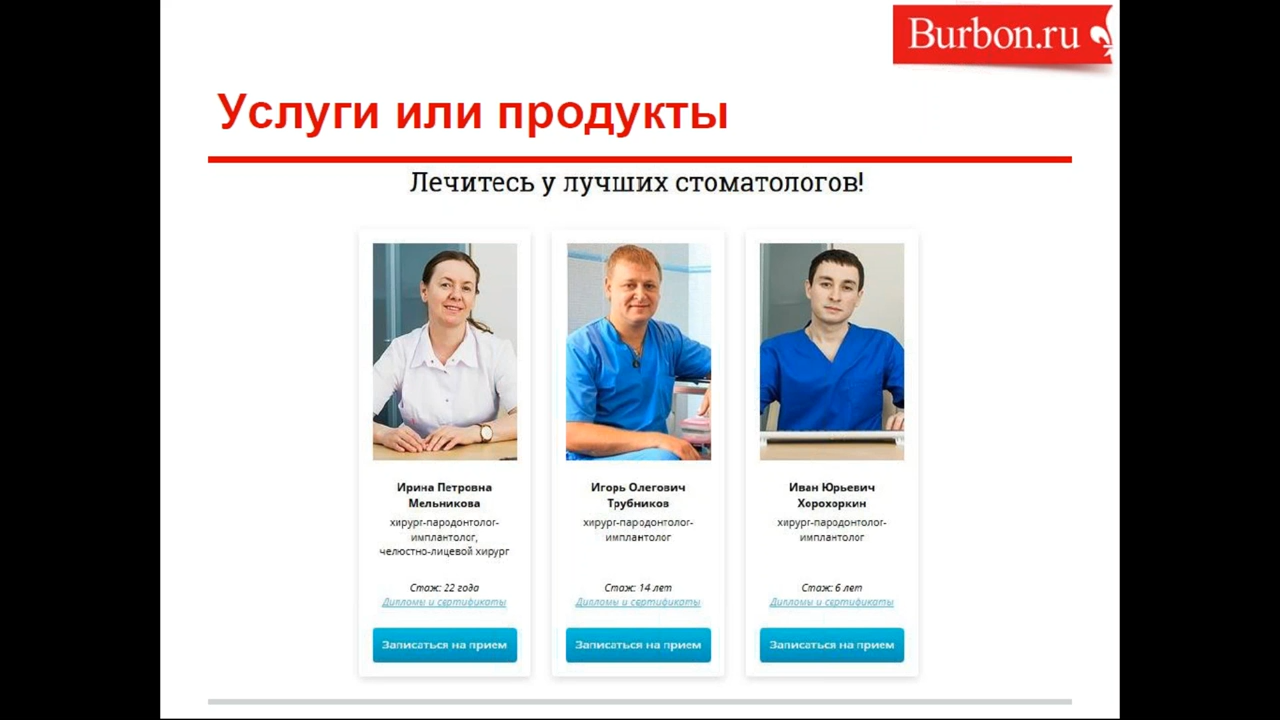 Burbon.ru
Услуги или продукты
Лечитесь у лучших стоматологов!
Ирина Петровна
Мельникова
хирург-пародонтолог-
имплантолог,
челюстно-лицевой хирург
Стаж: 22 года
Дипломы и сертификаты
Записаться на прием
Игорь Олегович
Трубников
хирург-пародонтолог-
имплантолог
Стаж: 14 лет
Дипломы и сертификаты
Записаться на прием
Иван Юрьевич
Хорохоркин
хирург-пародонтолог-
имплантолог
Стаж: 6 лет
Дипломы и сертификаты
Записаться на прием